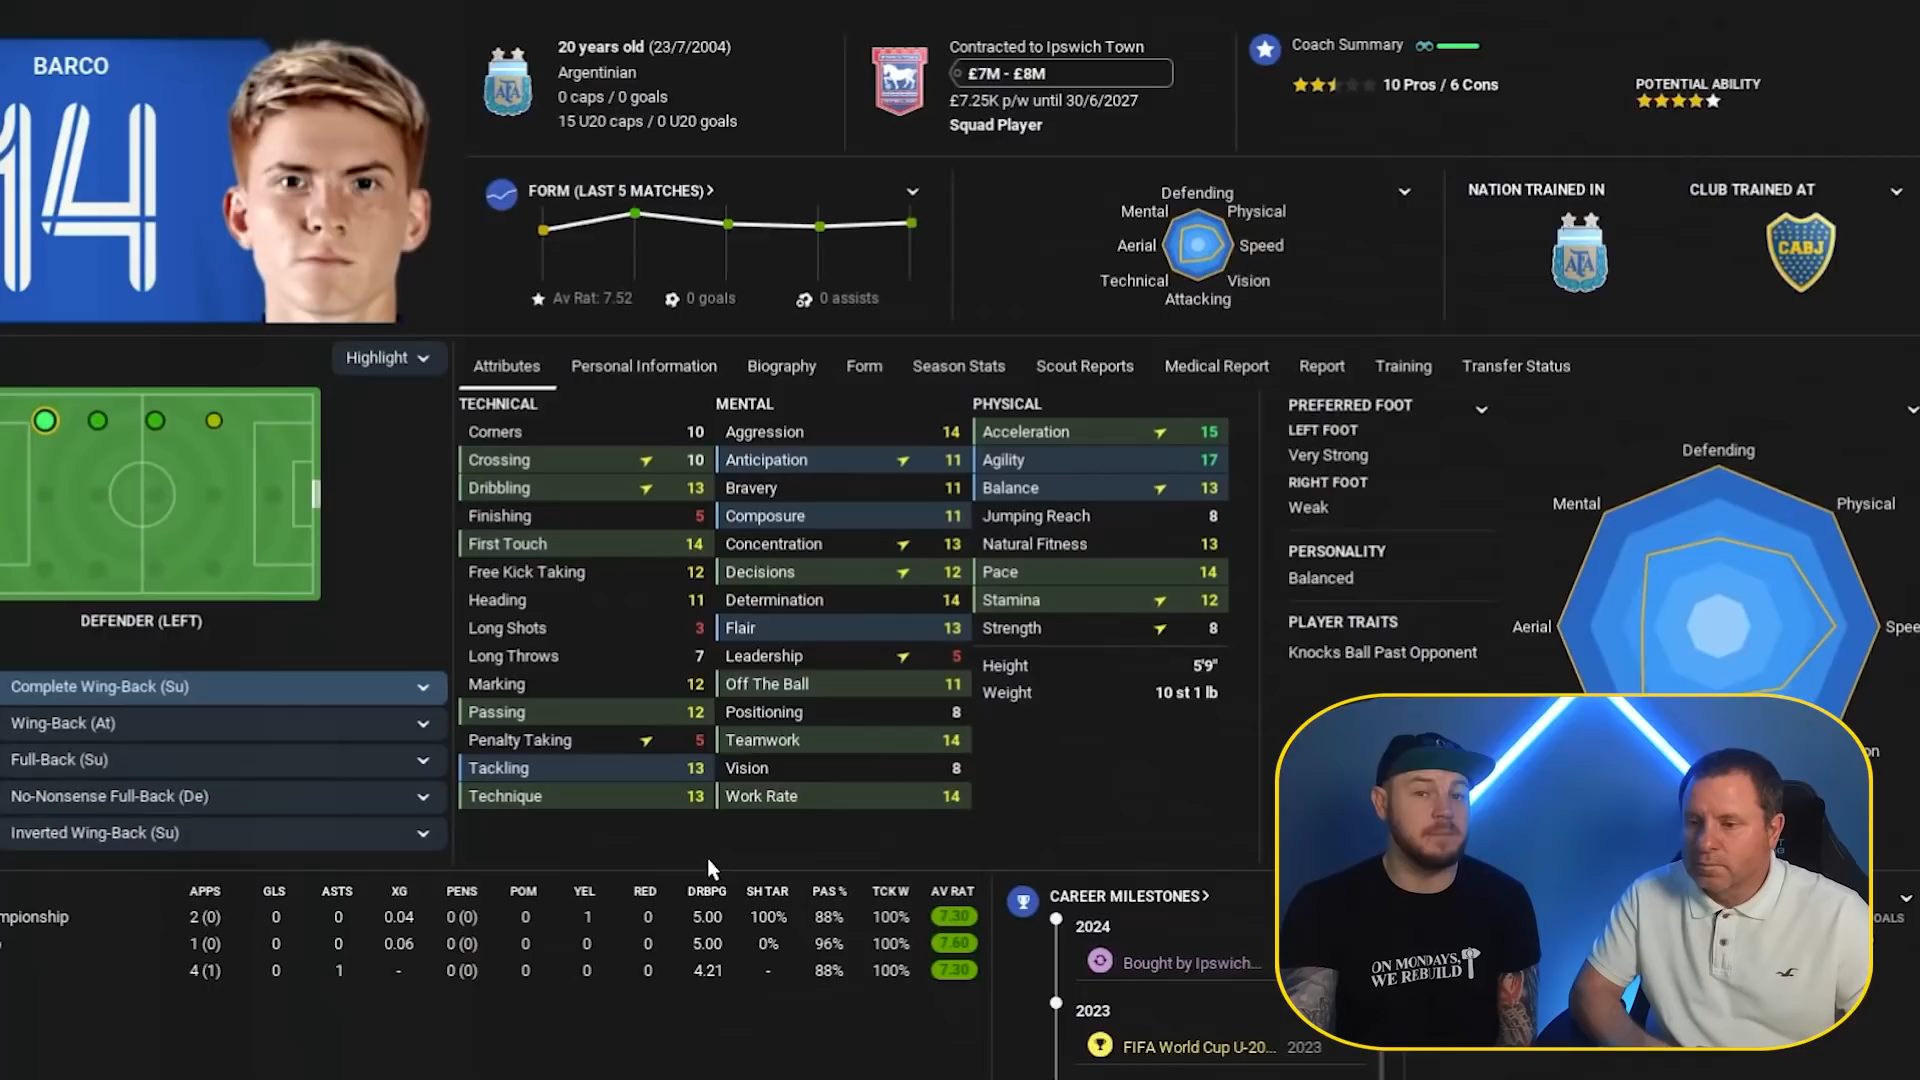 BARCO
14
20 years old (23/7/2004)
Argentinian
0 caps / 0 goals
15 U20 caps / 0 U20 goals
AFA
Contracted to Ipswich Town
£7M - £8M
£7.25K p/w until 30/6/2027
Squad Player
Coach Summary
10 Pros / 6 Cons
POTENTIAL ABILITY
FORM (LAST 5 MATCHES)
Av Rat: 7.52
0 goals
0 assists
Defending
Mental
Physical
Aerial
Speed
Technical
Vision
Attacking
NATION TRAINED IN
AFA
CLUB TRAINED AT
CABJ
Highlight
DEFENDER (LEFT)
Complete Wing-Back (Su)
Wing-Back (At)
Full-Back (Su)
No-Nonsense Full-Back (De)
Inverted Wing-Back (Su)
Attributes Personal Information Biography Form Season Stats Scout Reports Medical Report Report Training Transfer Status
TECHNICAL
Corners 10
Crossing 10
Dribbling 13
Finishing 5
First Touch 14
Free Kick Taking 12
Heading 11
Long Shots 3
Long Throws 7
Marking 12
Passing 12
Penalty Taking 5
Tackling 13
Technique 13
MENTAL
Aggression 14
Anticipation 11
Bravery 11
Composure 11
Concentration 13
Decisions 12
Determination 14
Flair 13
Leadership 5
Off The Ball 11
Positioning 8
Teamwork 14
Vision 8
Work Rate 14
PHYSICAL
Acceleration 15
Agility 17
Balance 13
Jumping Reach 8
Natural Fitness 13
Pace 14
Stamina 12
Strength 8
Height 5'9"
Weight 10 st 1 lb
PREFERRED FOOT
LEFT FOOT
Very Strong
RIGHT FOOT
Weak
PERSONALITY
Balanced
PLAYER TRAITS
Knocks Ball Past Opponent
Defending
Mental
Physical
Aerial
Spee
on
APPS GLS ASTS XG PENS POM YEL RED DRBPG SH TAR PAS % TCK W AV RAT
mpionship 2 (0) 0 0 0.04 0 (0) 0 1 0 5.00 100% 88% 100% 7.30
1 (0) 0 0 0.06 0 (0) 0 0 0 5.00 0% 96% 100% 7.60
4 (1) 0 1 - 0 (0) 0 0 0 4.21 - 88% 100% 7.30
CAREER MILESTONES
2024
Bought by Ipswich...
2023
FIFA World Cup U-20... 2023
OALS
ON MONDAYS,
WE REBUILD